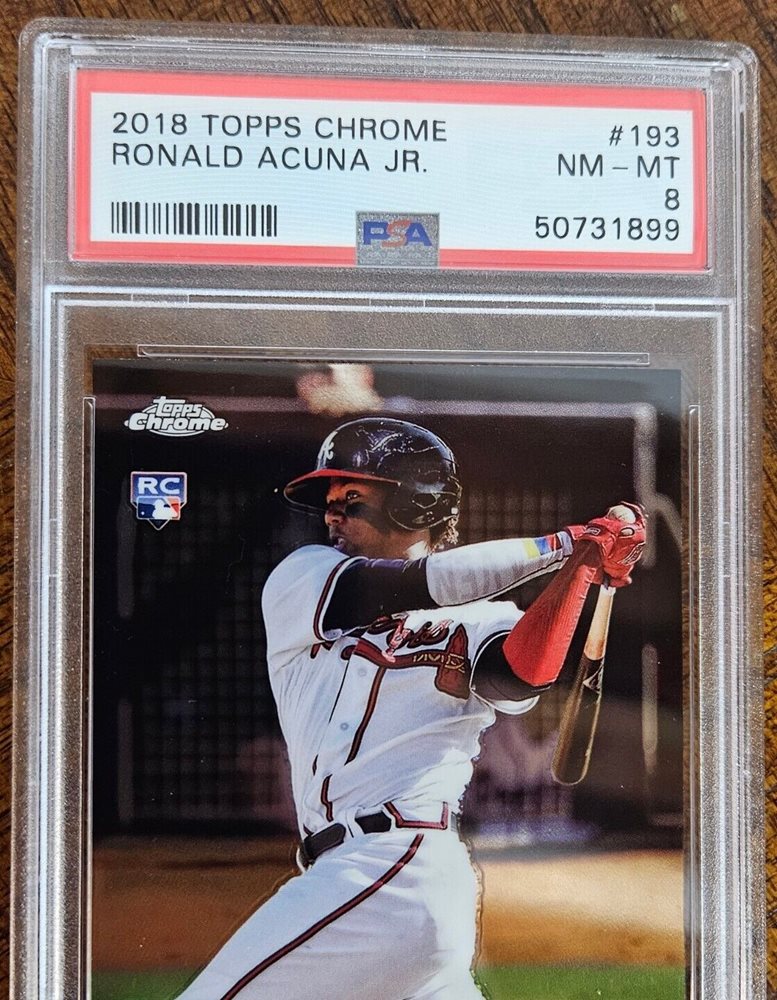 2018 TOPPS CHROME #193
RONALD ACUNA JR. NM - MT
8
PSA 50731899
Topps
Chrome
RC